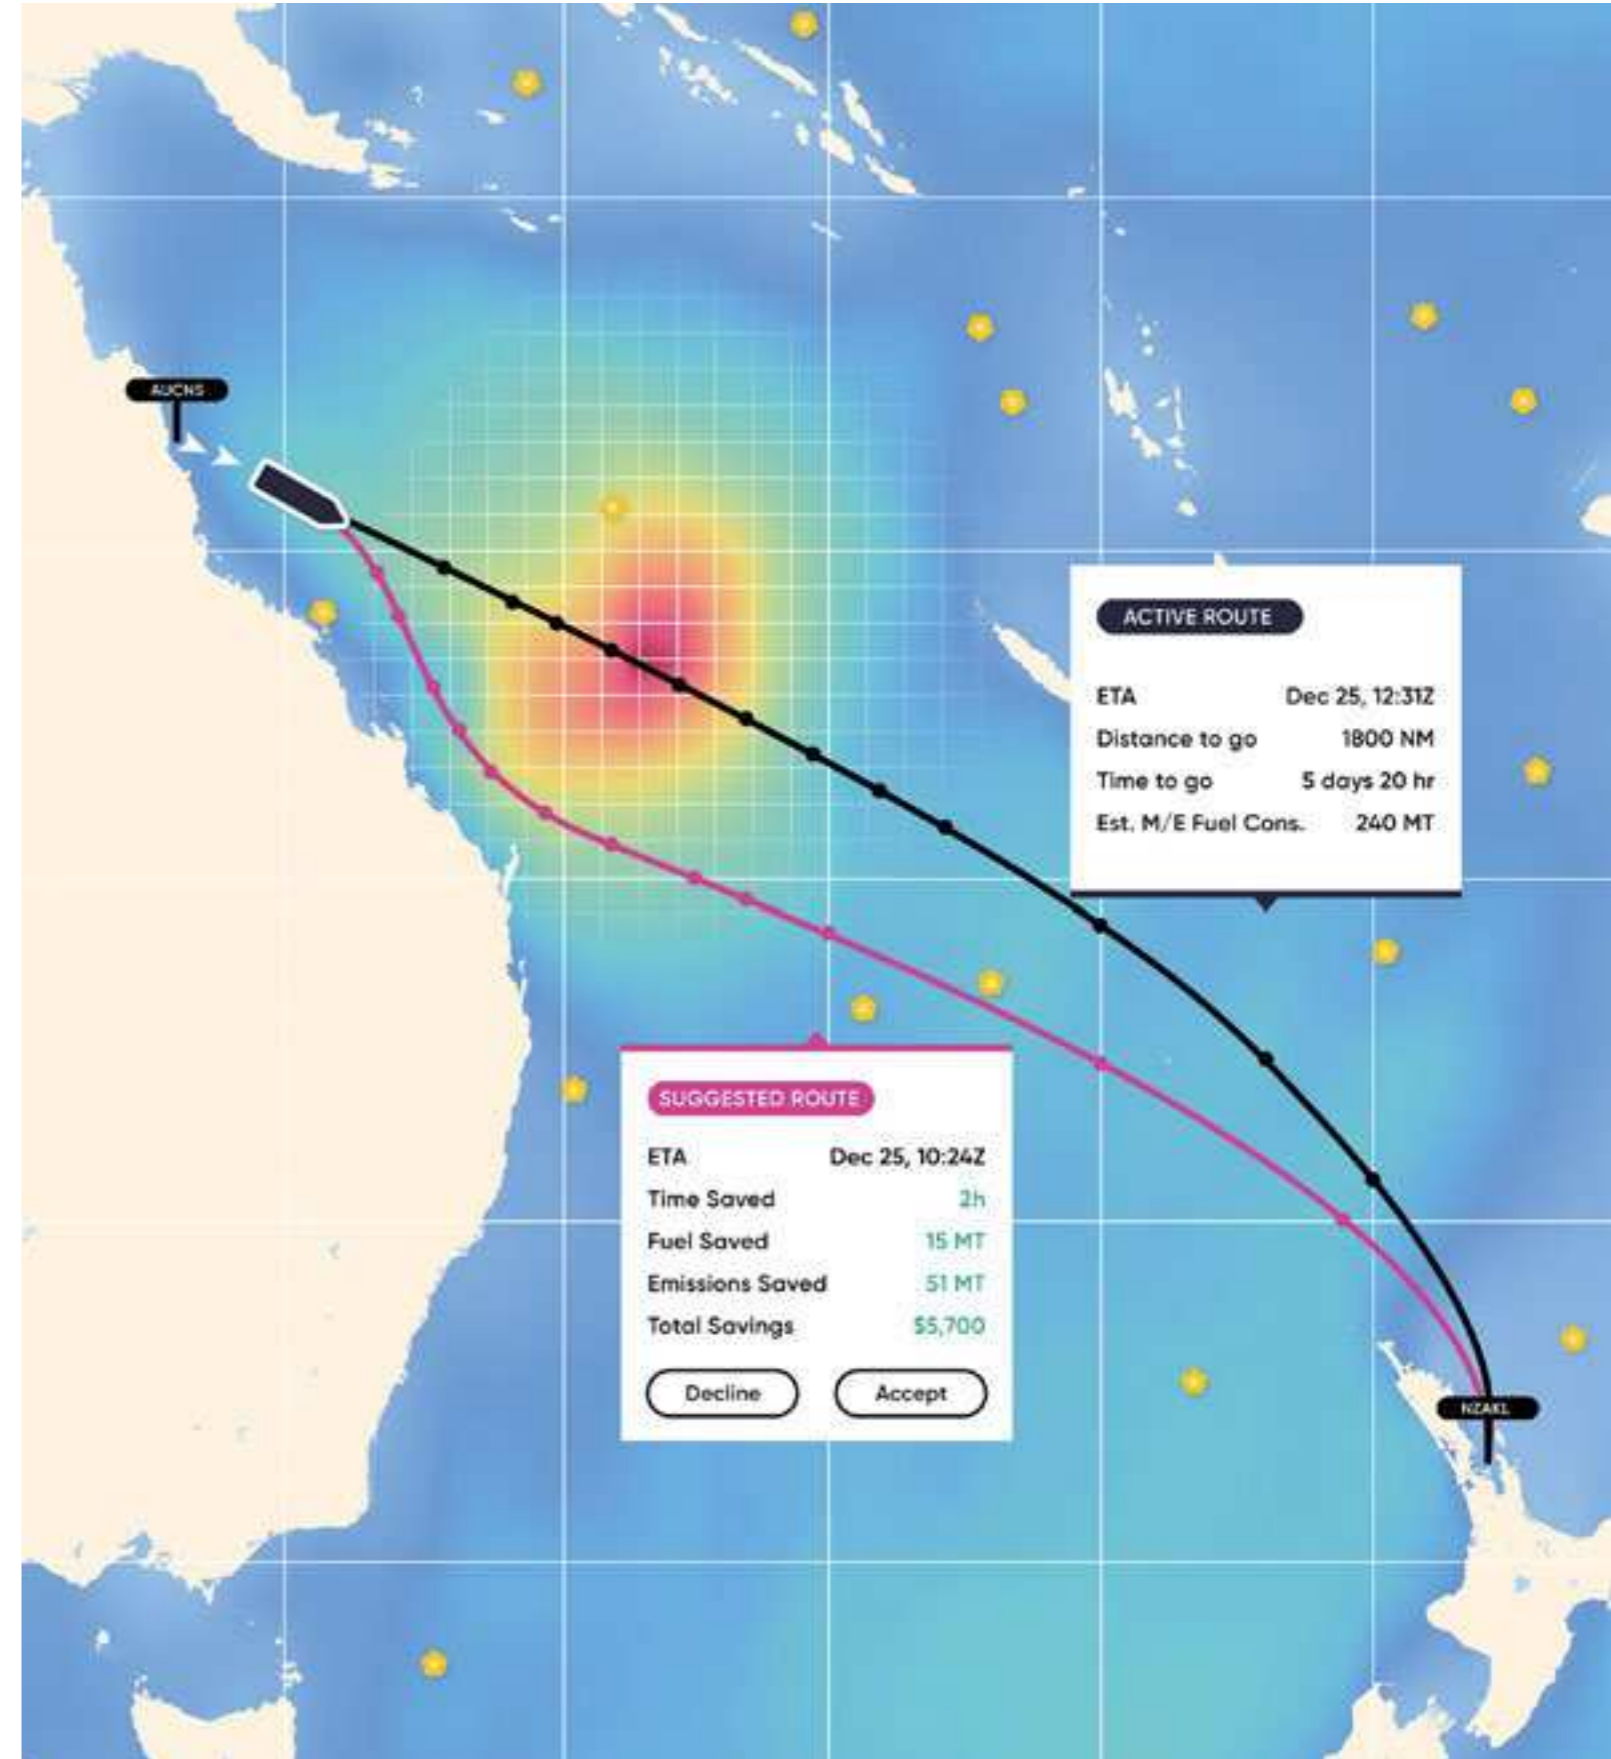 AUCNS
ACTIVE ROUTE
ETA Dec 25, 12:31Z
Distance to go 1800 NM
Time to go 5 days 20 hr
Est. M/E Fuel Cons. 240 MT
SUGGESTED ROUTE
ETA Dec 25, 10:24Z
Time Saved 2h
Fuel Saved 15 MT
Emissions Saved 51 MT
Total Savings $5,700
Decline Accept
NZAKL